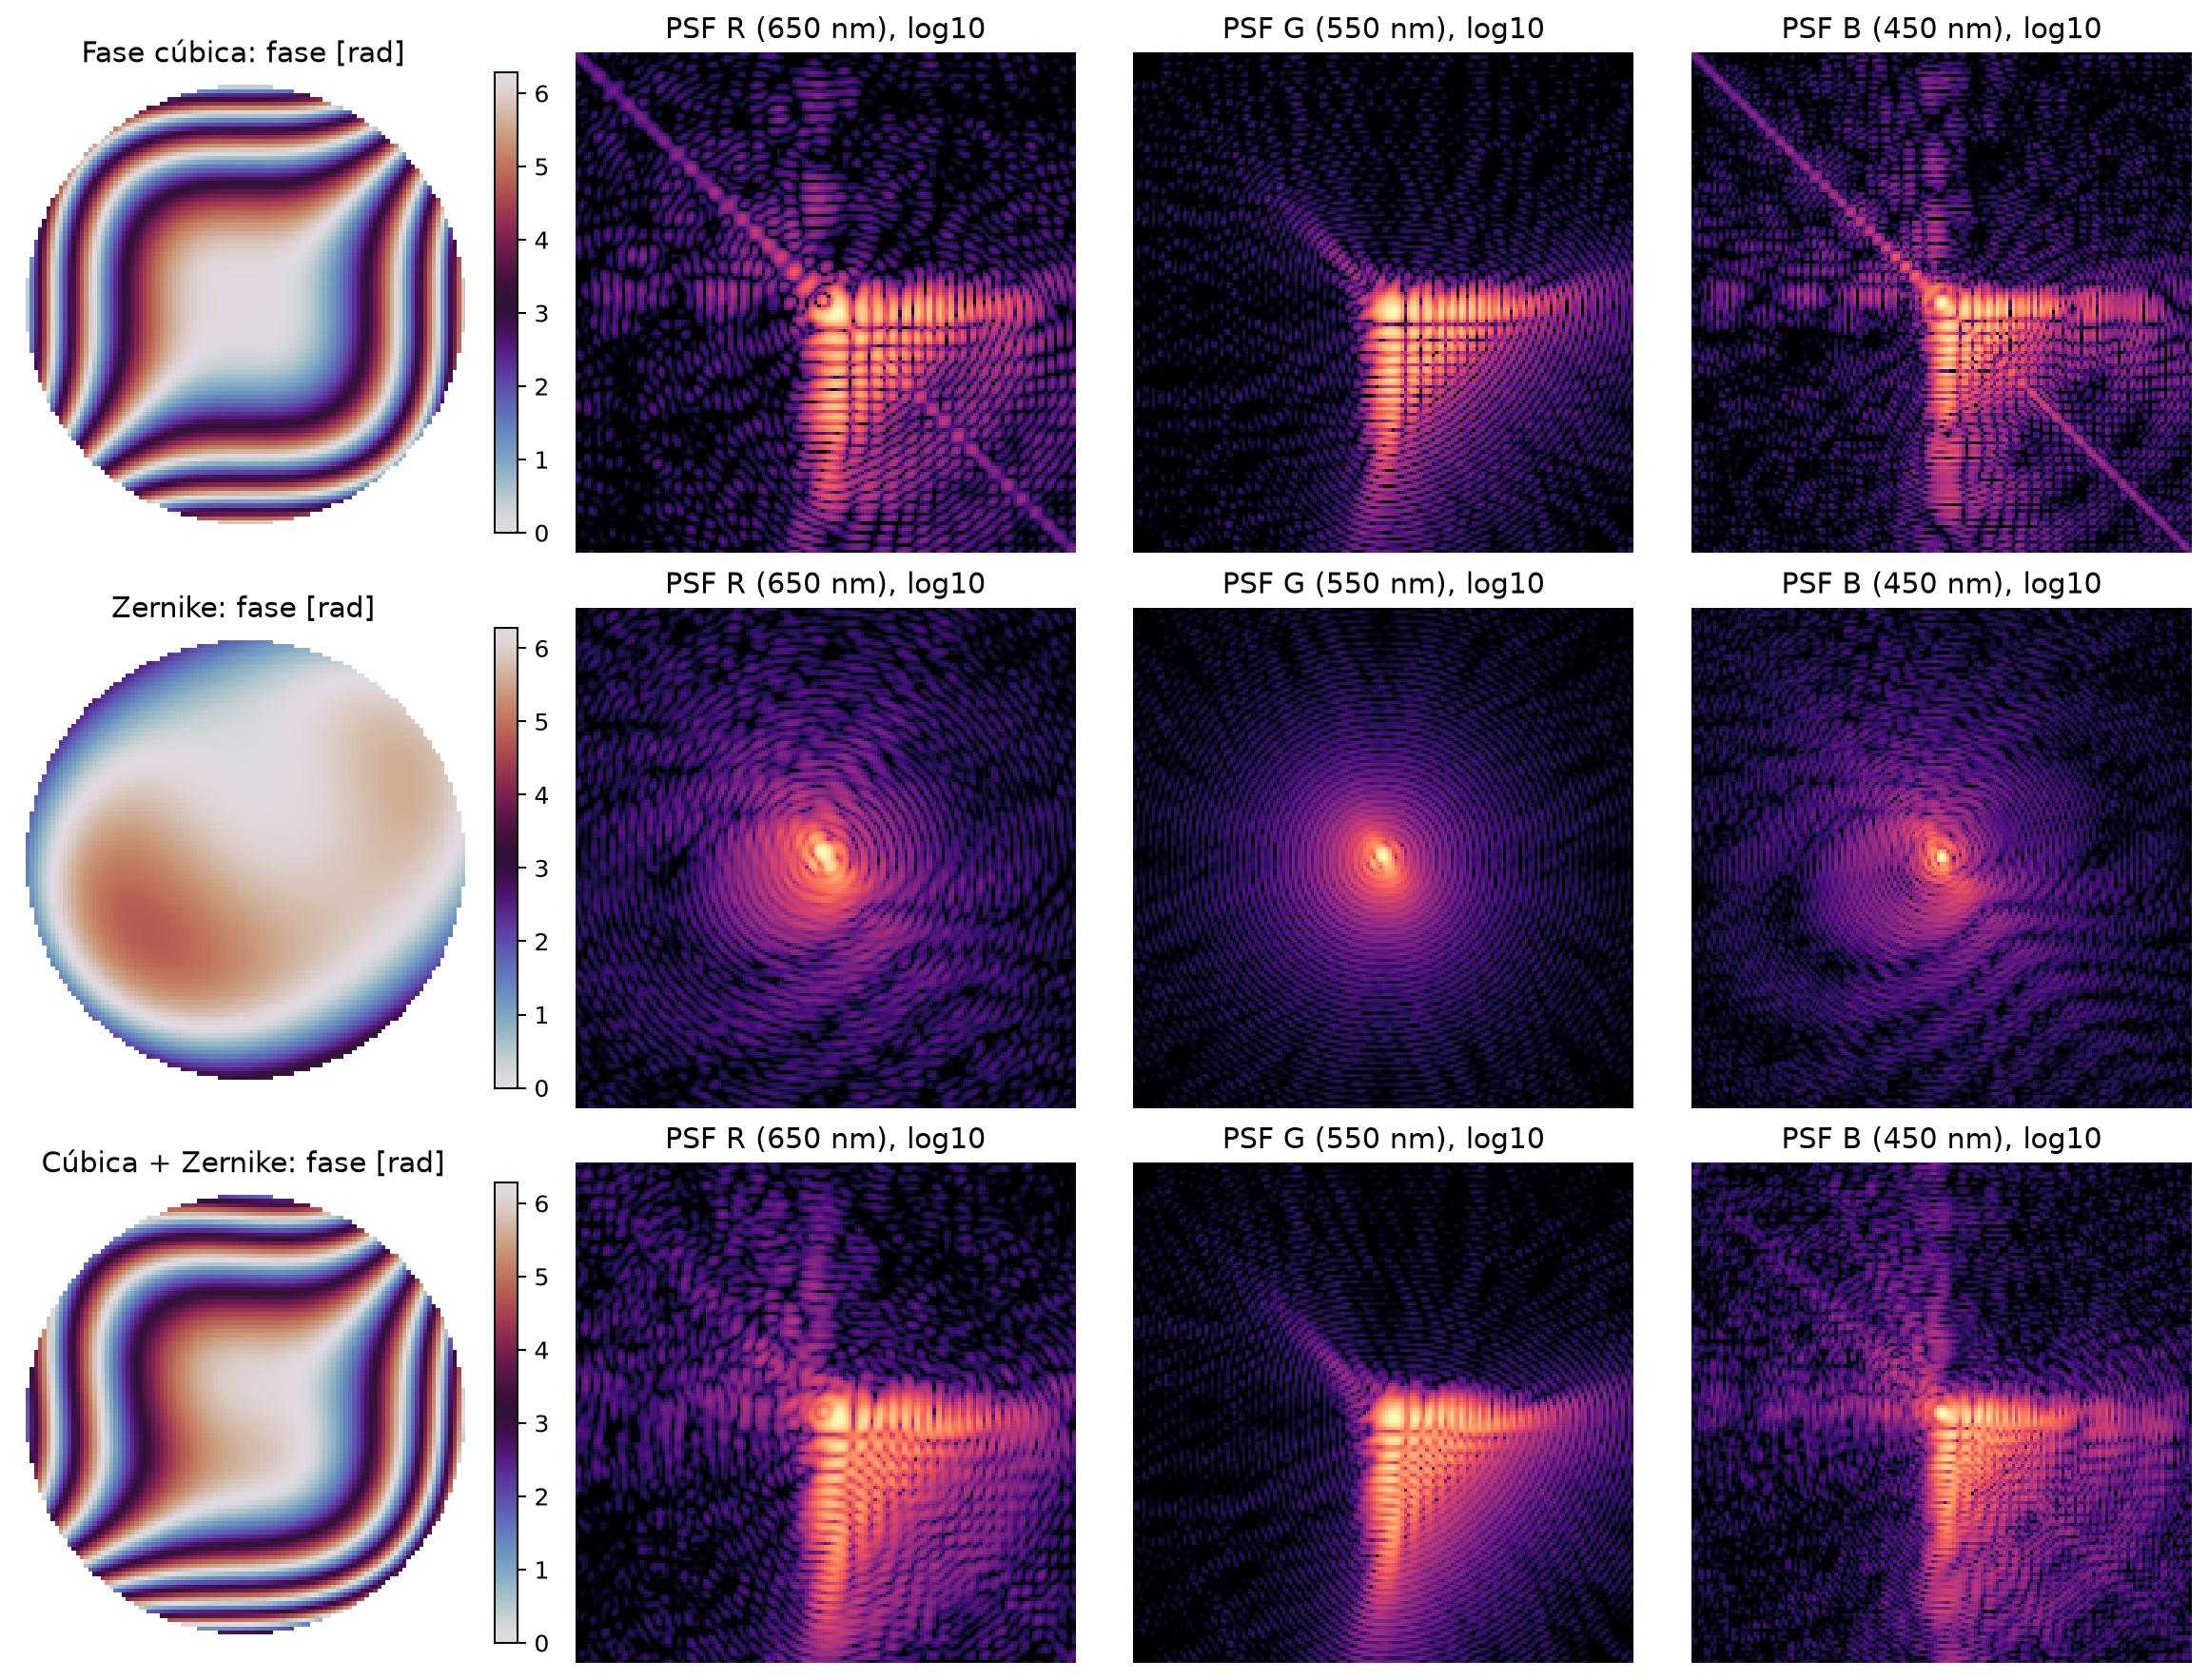 Fase cúbica: fase [rad]
6
5
4
3
2
1
0
PSF R (650 nm), log10
PSF G (550 nm), log10
PSF B (450 nm), log10
Zernike: fase [rad]
6
5
4
3
2
1
0
PSF R (650 nm), log10
PSF G (550 nm), log10
PSF B (450 nm), log10
Cúbica + Zernike: fase [rad]
6
5
4
3
2
1
0
PSF R (650 nm), log10
PSF G (550 nm), log10
PSF B (450 nm), log10